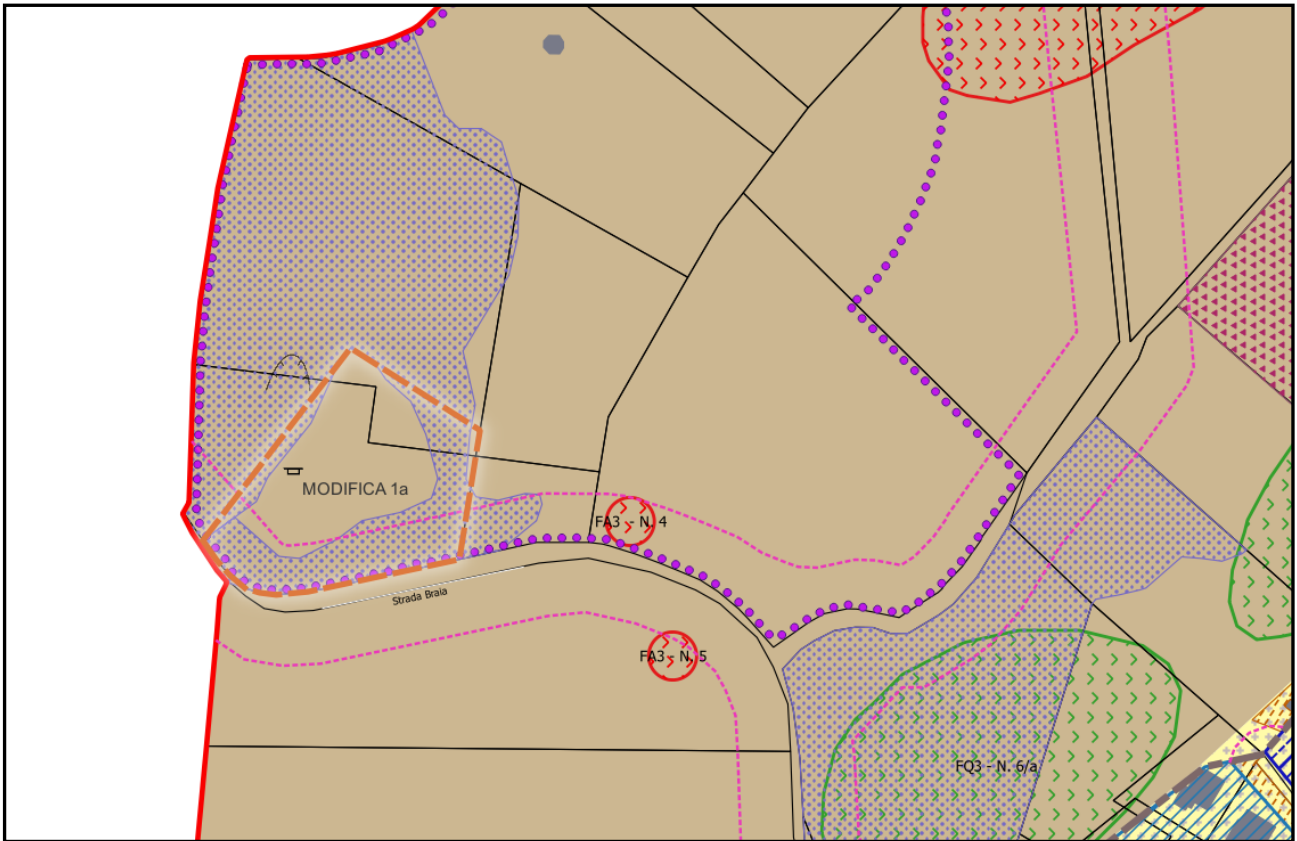 MODIFICA 1a
FA3 - N. 4
Strada Braia
FA3 - N. 5
FQ3 - N. 6/a